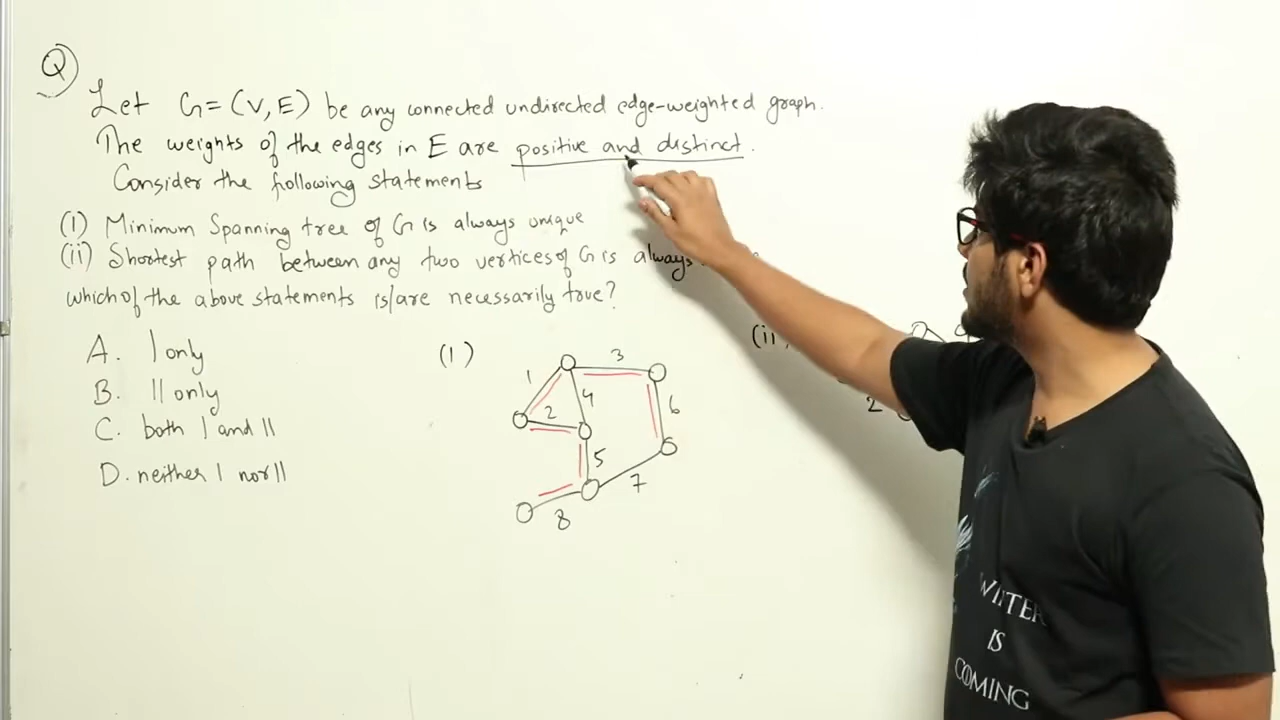 Q)
Let G=(V,E) be any connected undirected edge-weighted graph.
The weights of the edges in E are positive and distinct.
Consider the following statements
(i) Minimum Spanning tree of G is always unique
(ii) Shortest path between any two vertices of G is always
which of the above statements is/are necessarily true?
A. I only
B. II only
C. both I and II
D. neither I nor II
(1)
1
3
2
4
6
5
7
8
(ii
2
WINTER
IS
COMING